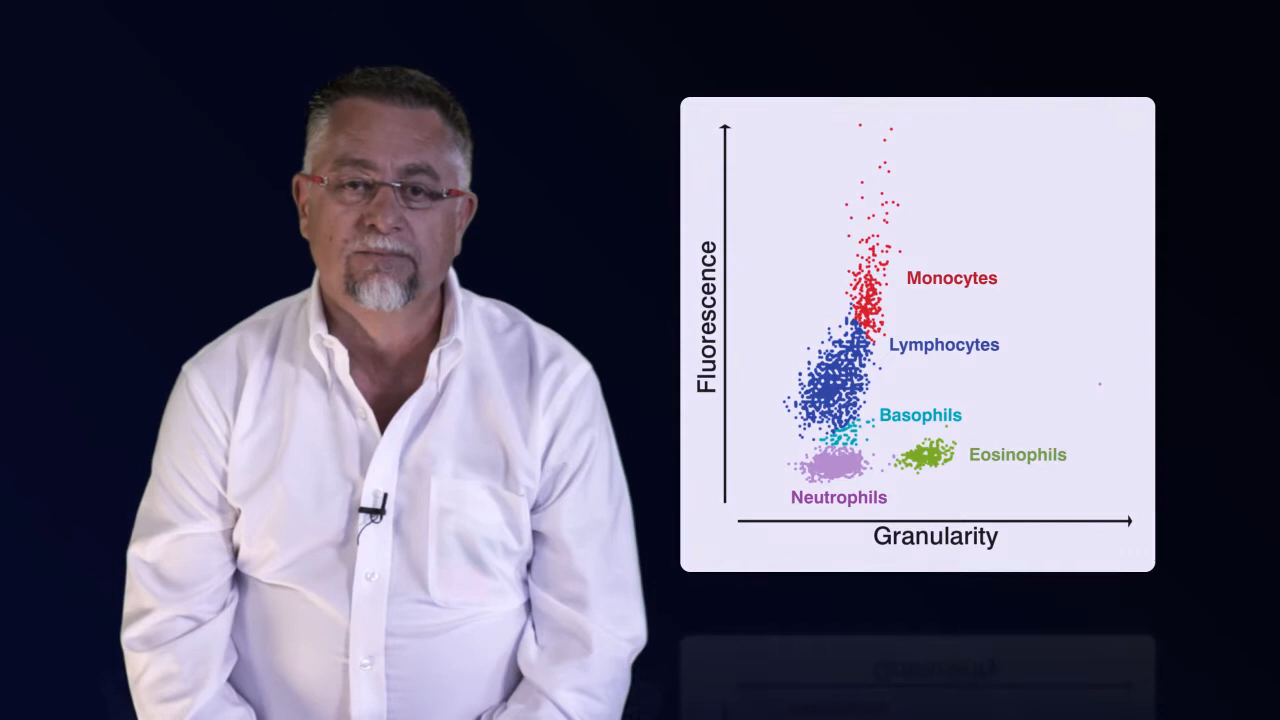 Fluorescence
Monocytes
Lymphocytes
Basophils
Eosinophils
Neutrophils
Granularity